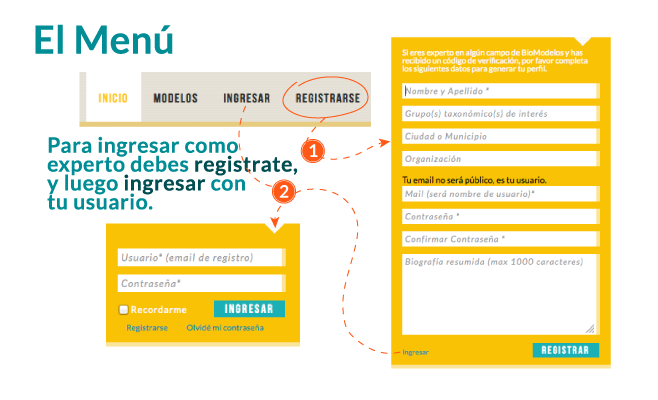 El Menú
INICIO MODELOS INGRESAR REGISTRARSE
Para ingresar como
experto debes registrate,
y luego ingresar con
tu usuario.
1
2
Usuario* (email de registro)
Contraseña*
Recordarme
INGRESAR
Registrarse Olvidé mi contraseña
Si eres experto en algún campo de BioModelos y has
recibido un código de verificación, por favor completa
los siguientes datos para generar tu perfil.
Nombre y Apellido *
Grupo(s) taxonómico(s) de interés
Ciudad o Municipio
Organización
Tu email no será público, es tu usuario.
Mail (será nombre de usuario)*
Contraseña *
Confirmar Contraseña *
Biografía resumida (max 1000 caracteres)
Ingresar
REGISTRAR